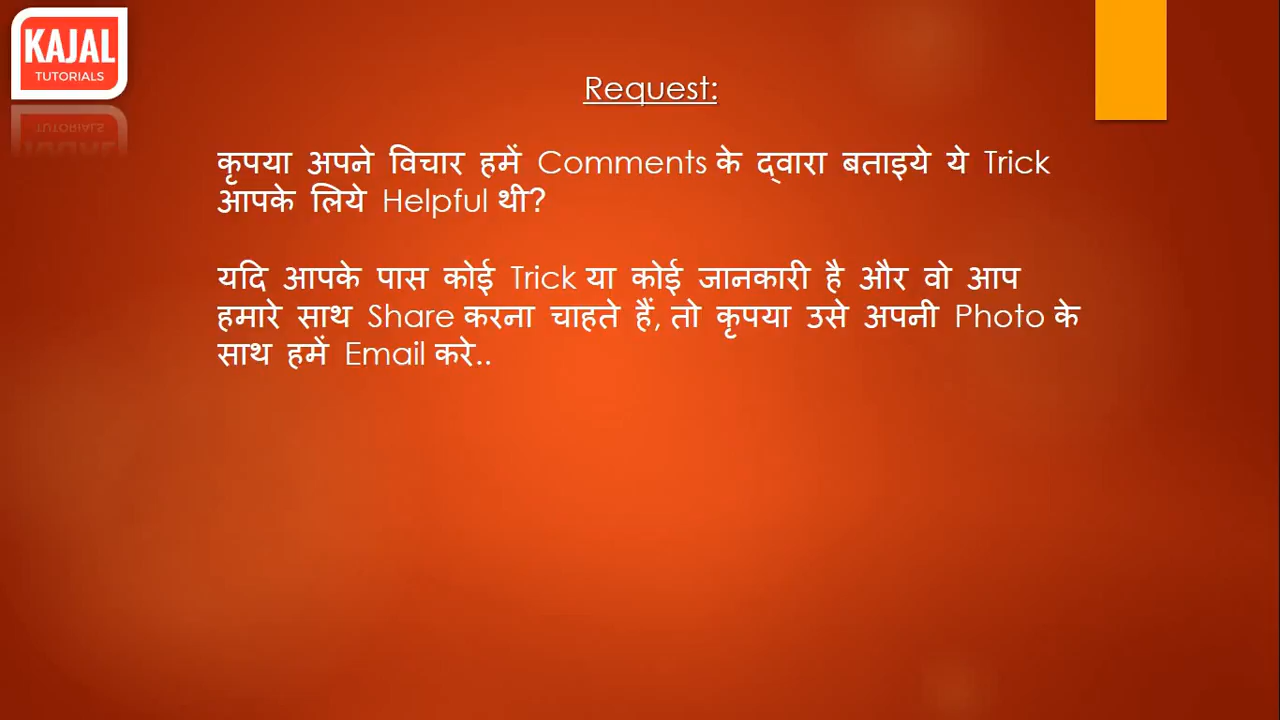 KAJAL
TUTORIALS
Request:
कृपया अपने विचार हमें Comments के द्वारा बताइये ये Trick
आपके लिये Helpful थी?
यदि आपके पास कोई Trick या कोई जानकारी है और वो आप
हमारे साथ Share करना चाहते हैं, तो कृपया उसे अपनी Photo के
साथ हमें Email करे..